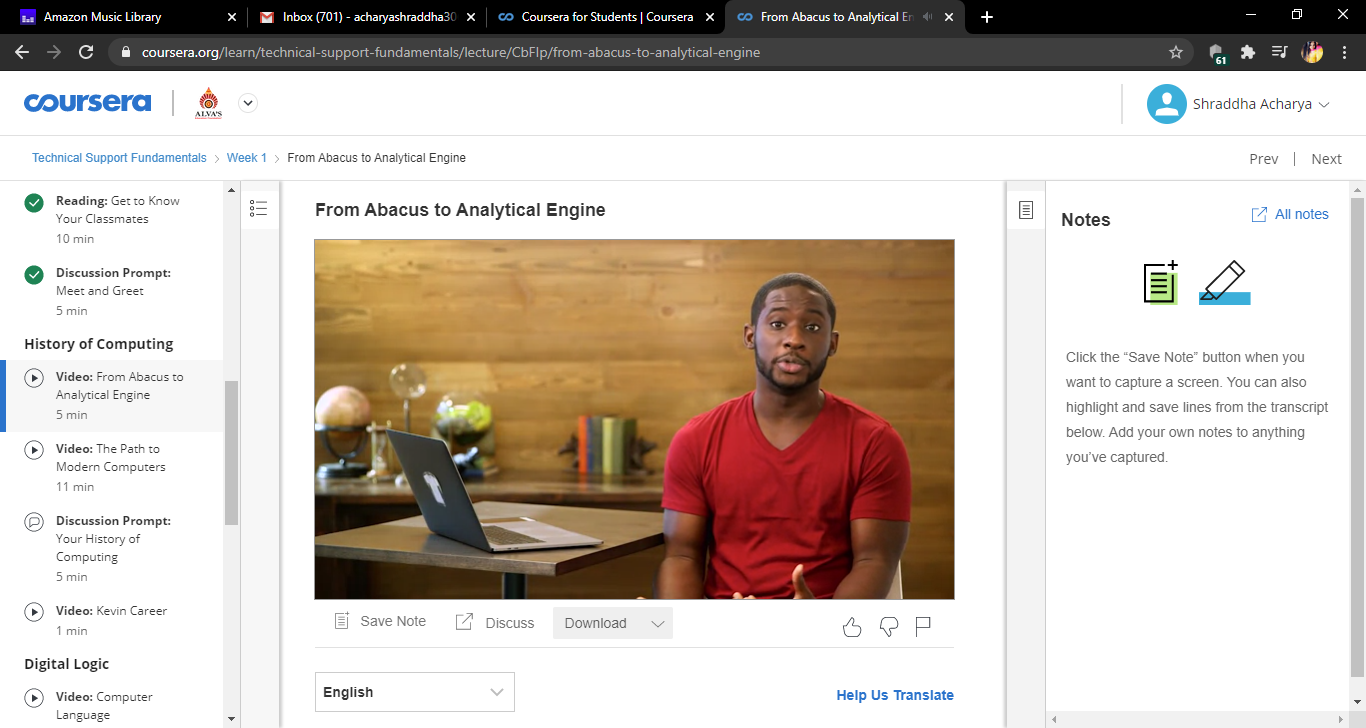 Amazon Music Library
Inbox (701) - acharyashraddha30
Coursera for Students | Coursera
From Abacus to Analytical En
coursera.org/learn/technical-support-fundamentals/lecture/CbFIp/from-abacus-to-analytical-engine
61
coursera
ALVA'S
Shraddha Acharya
Technical Support Fundamentals
Week 1
From Abacus to Analytical Engine
Prev | Next
Reading: Get to Know
Your Classmates
10 min
Discussion Prompt:
Meet and Greet
5 min
History of Computing
Video: From Abacus to
Analytical Engine
5 min
Video: The Path to
Modern Computers
11 min
Discussion Prompt:
Your History of
Computing
5 min
Video: Kevin Career
1 min
Digital Logic
Video: Computer
Language
From Abacus to Analytical Engine
Save Note
Discuss
Download
English
Help Us Translate
Notes
All notes
Click the “Save Note” button when you
want to capture a screen. You can also
highlight and save lines from the transcript
below. Add your own notes to anything
you’ve captured.